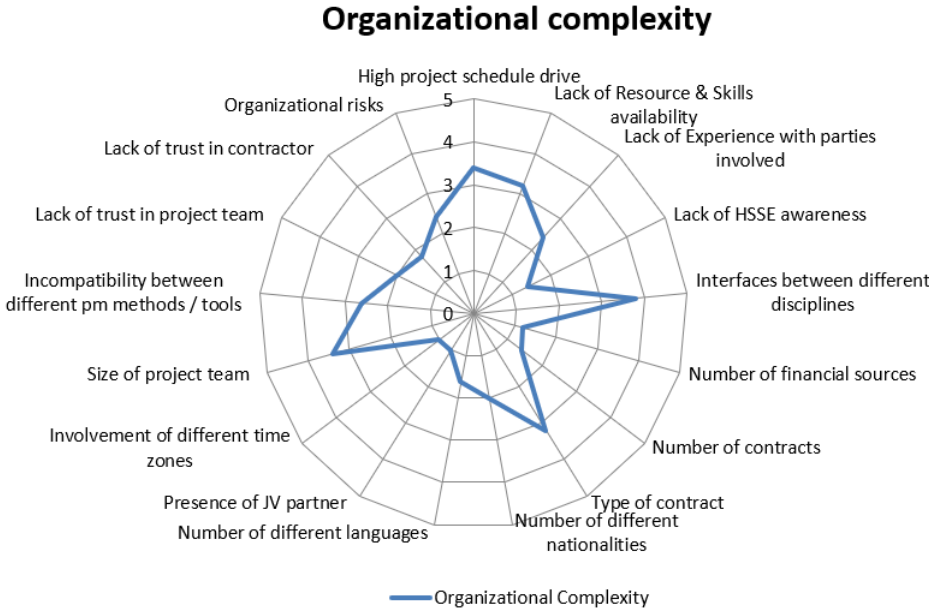 Organizational complexity
High project schedule drive
Lack of Resource & Skills
availability
Lack of Experience with parties
involved
Lack of HSSE awareness
Interfaces between different
disciplines
Number of financial sources
Number of contracts
Type of contract
Number of different
nationalities
Number of different languages
Presence of JV partner
Involvement of different time
zones
Size of project team
Incompatibility between
different pm methods / tools
Lack of trust in project team
Lack of trust in contractor
Organizational risks
5
4
3
2
1
0
Organizational Complexity